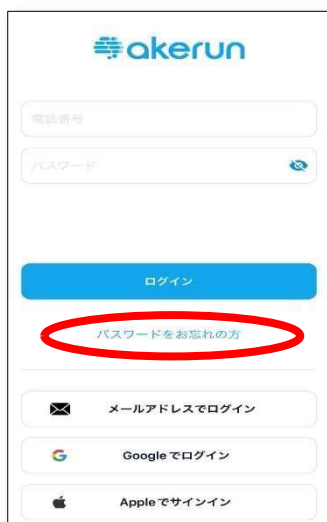 akerun
電話番号
パスワード
ログイン
パスワードをお忘れの方
メールアドレスでログイン
Googleでログイン
Appleでサインイン